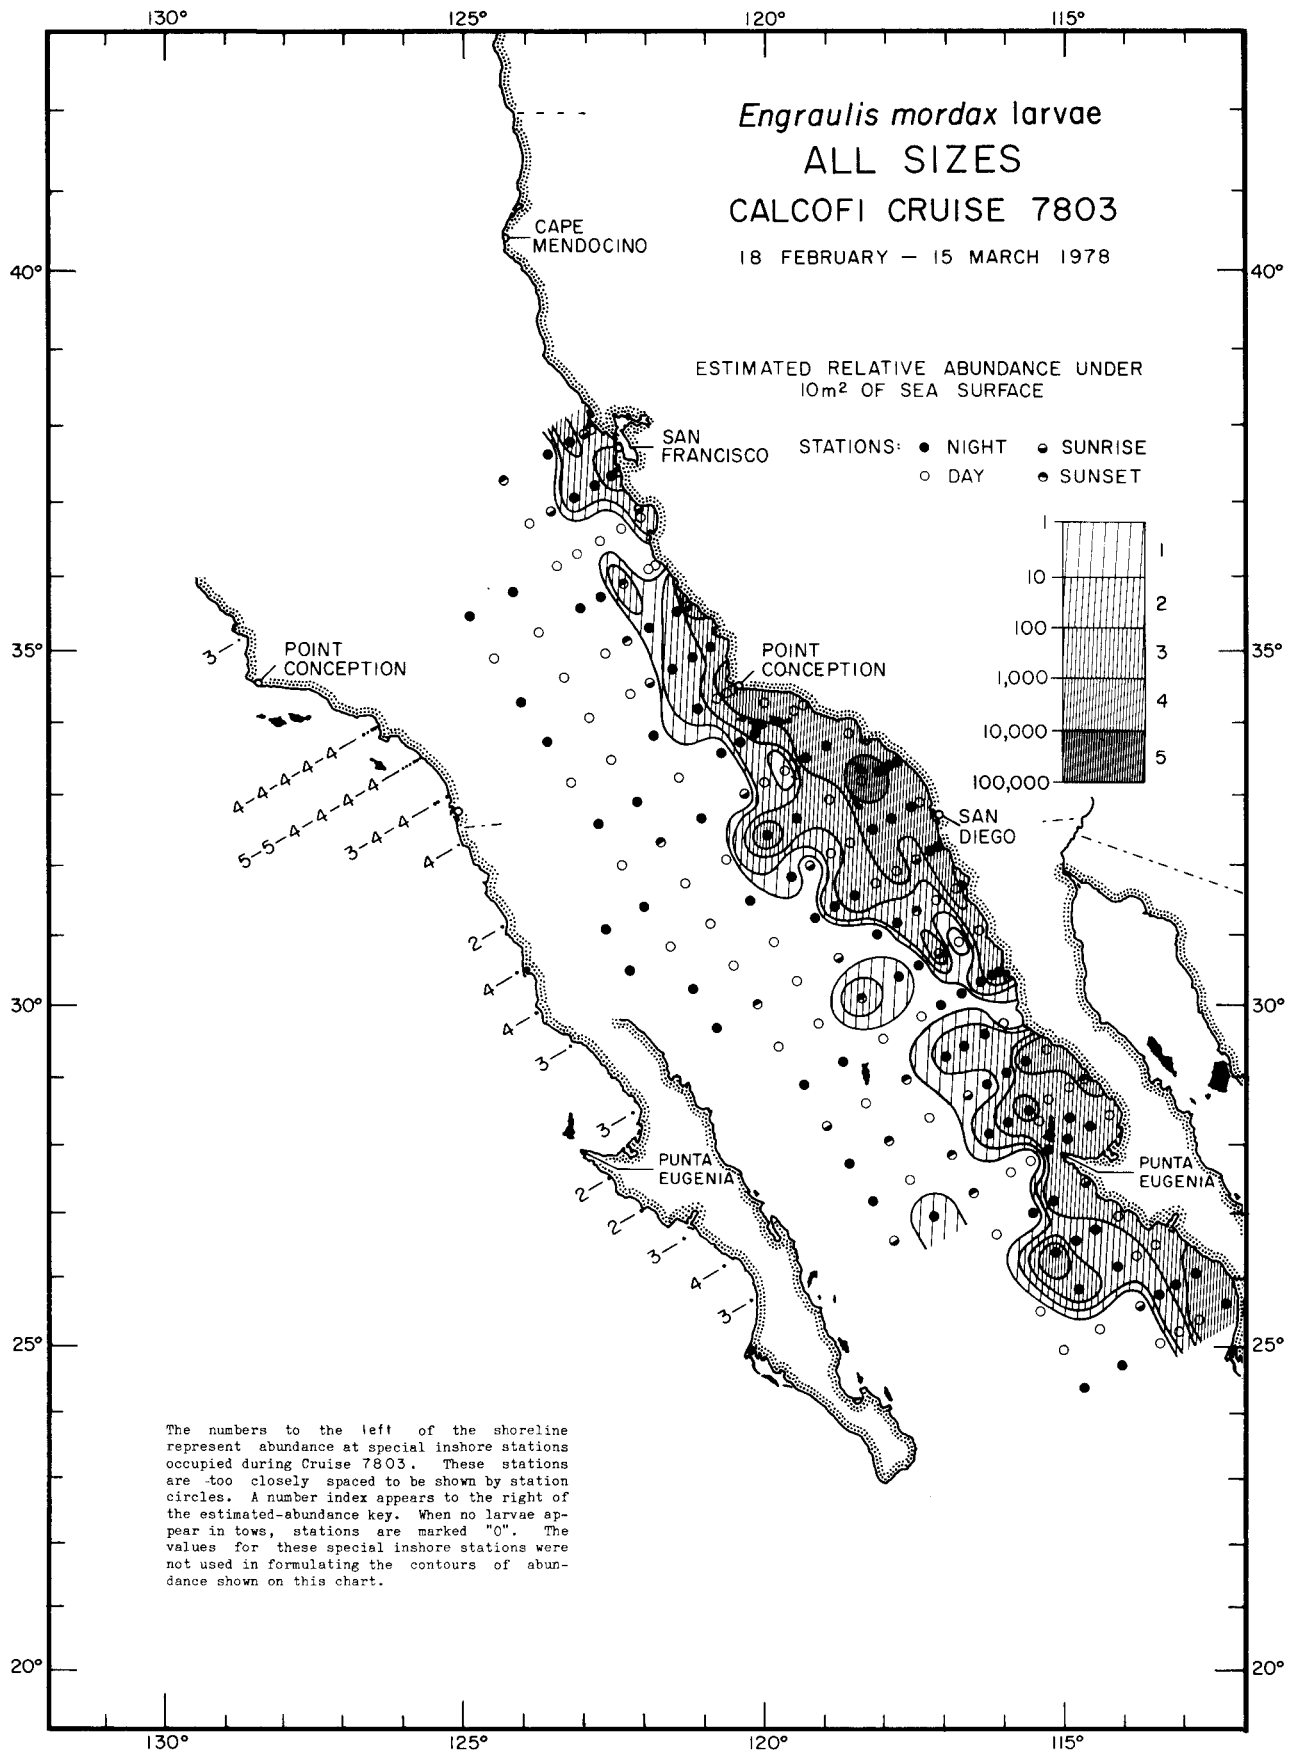 130° 125° 120° 115°
Engraulis mordax larvae
ALL SIZES
CALCOFI CRUISE 7803
18 FEBRUARY — 15 MARCH 1978
CAPE
MENDOCINO
40° 40°
ESTIMATED RELATIVE ABUNDANCE UNDER
10m² OF SEA SURFACE
SAN
FRANCISCO
STATIONS: ● NIGHT ◒ SUNRISE
○ DAY ◓ SUNSET
1
1
10
2
100
3
1,000
4
10,000
5
100,000
35° 35°
POINT
CONCEPTION
POINT
CONCEPTION
3
4-4-4-4-4
5-5-4-4-4-4
3-4-4
4
SAN
DIEGO
2
4
30° 30°
4
3
3
PUNTA
EUGENIA
PUNTA
EUGENIA
2
2
3
4
3
25° 25°
The numbers to the left of the shoreline
represent abundance at special inshore stations
occupied during Cruise 7803. These stations
are -too closely spaced to be shown by station
circles. A number index appears to the right of
the estimated-abundance key. When no larvae ap-
pear in tows, stations are marked "0". The
values for these special inshore stations were
not used in formulating the contours of abun-
dance shown on this chart.
20° 20°
130° 125° 120° 115°